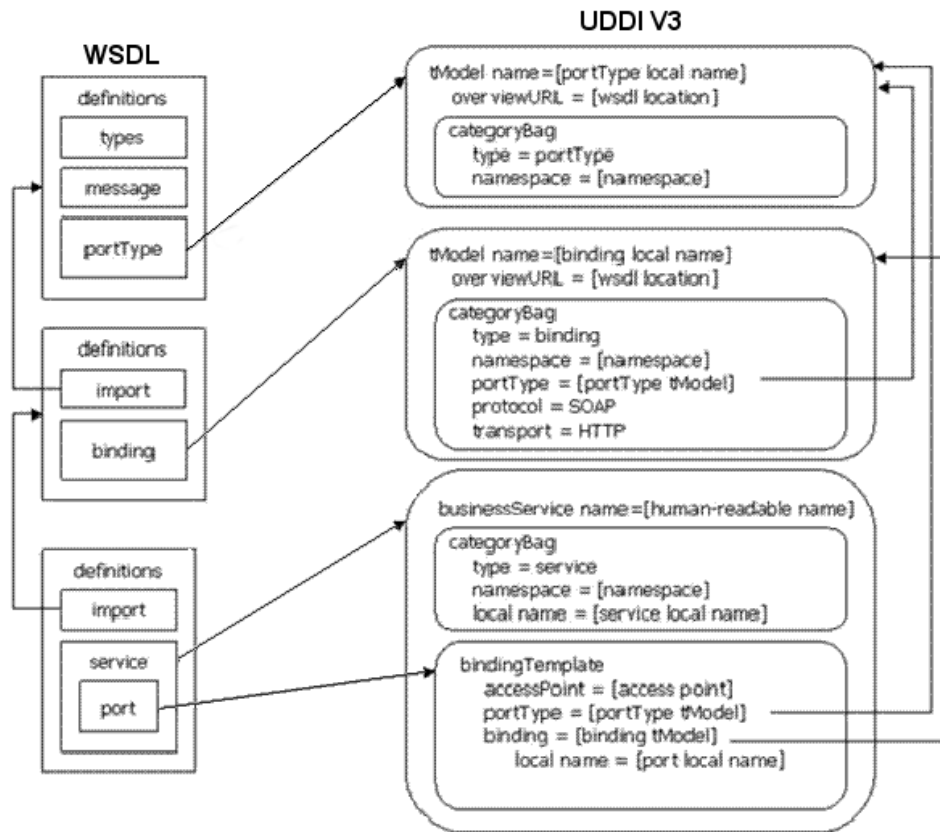 UDDI V3
WSDL
definitions
types
message
portType
definitions
import
binding
definitions
import
service
port
tModel name=[portType local name]
overviewURL = [wsdl location]
categoryBag
type = portType
namespace = [namespace]
tModel name=[binding local name]
overviewURL = [wsdl location]
categoryBag
type = binding
namespace = [namespace]
portType = [portType tModel]
protocol = SOAP
transport = HTTP
businessService name=[human-readable name]
categoryBag
type = service
namespace = [namespace]
local name = [service local name]
bindingTemplate
accessPoint = [access point]
portType = [portType tModel]
binding = [binding tModel]
local name = [port local name]